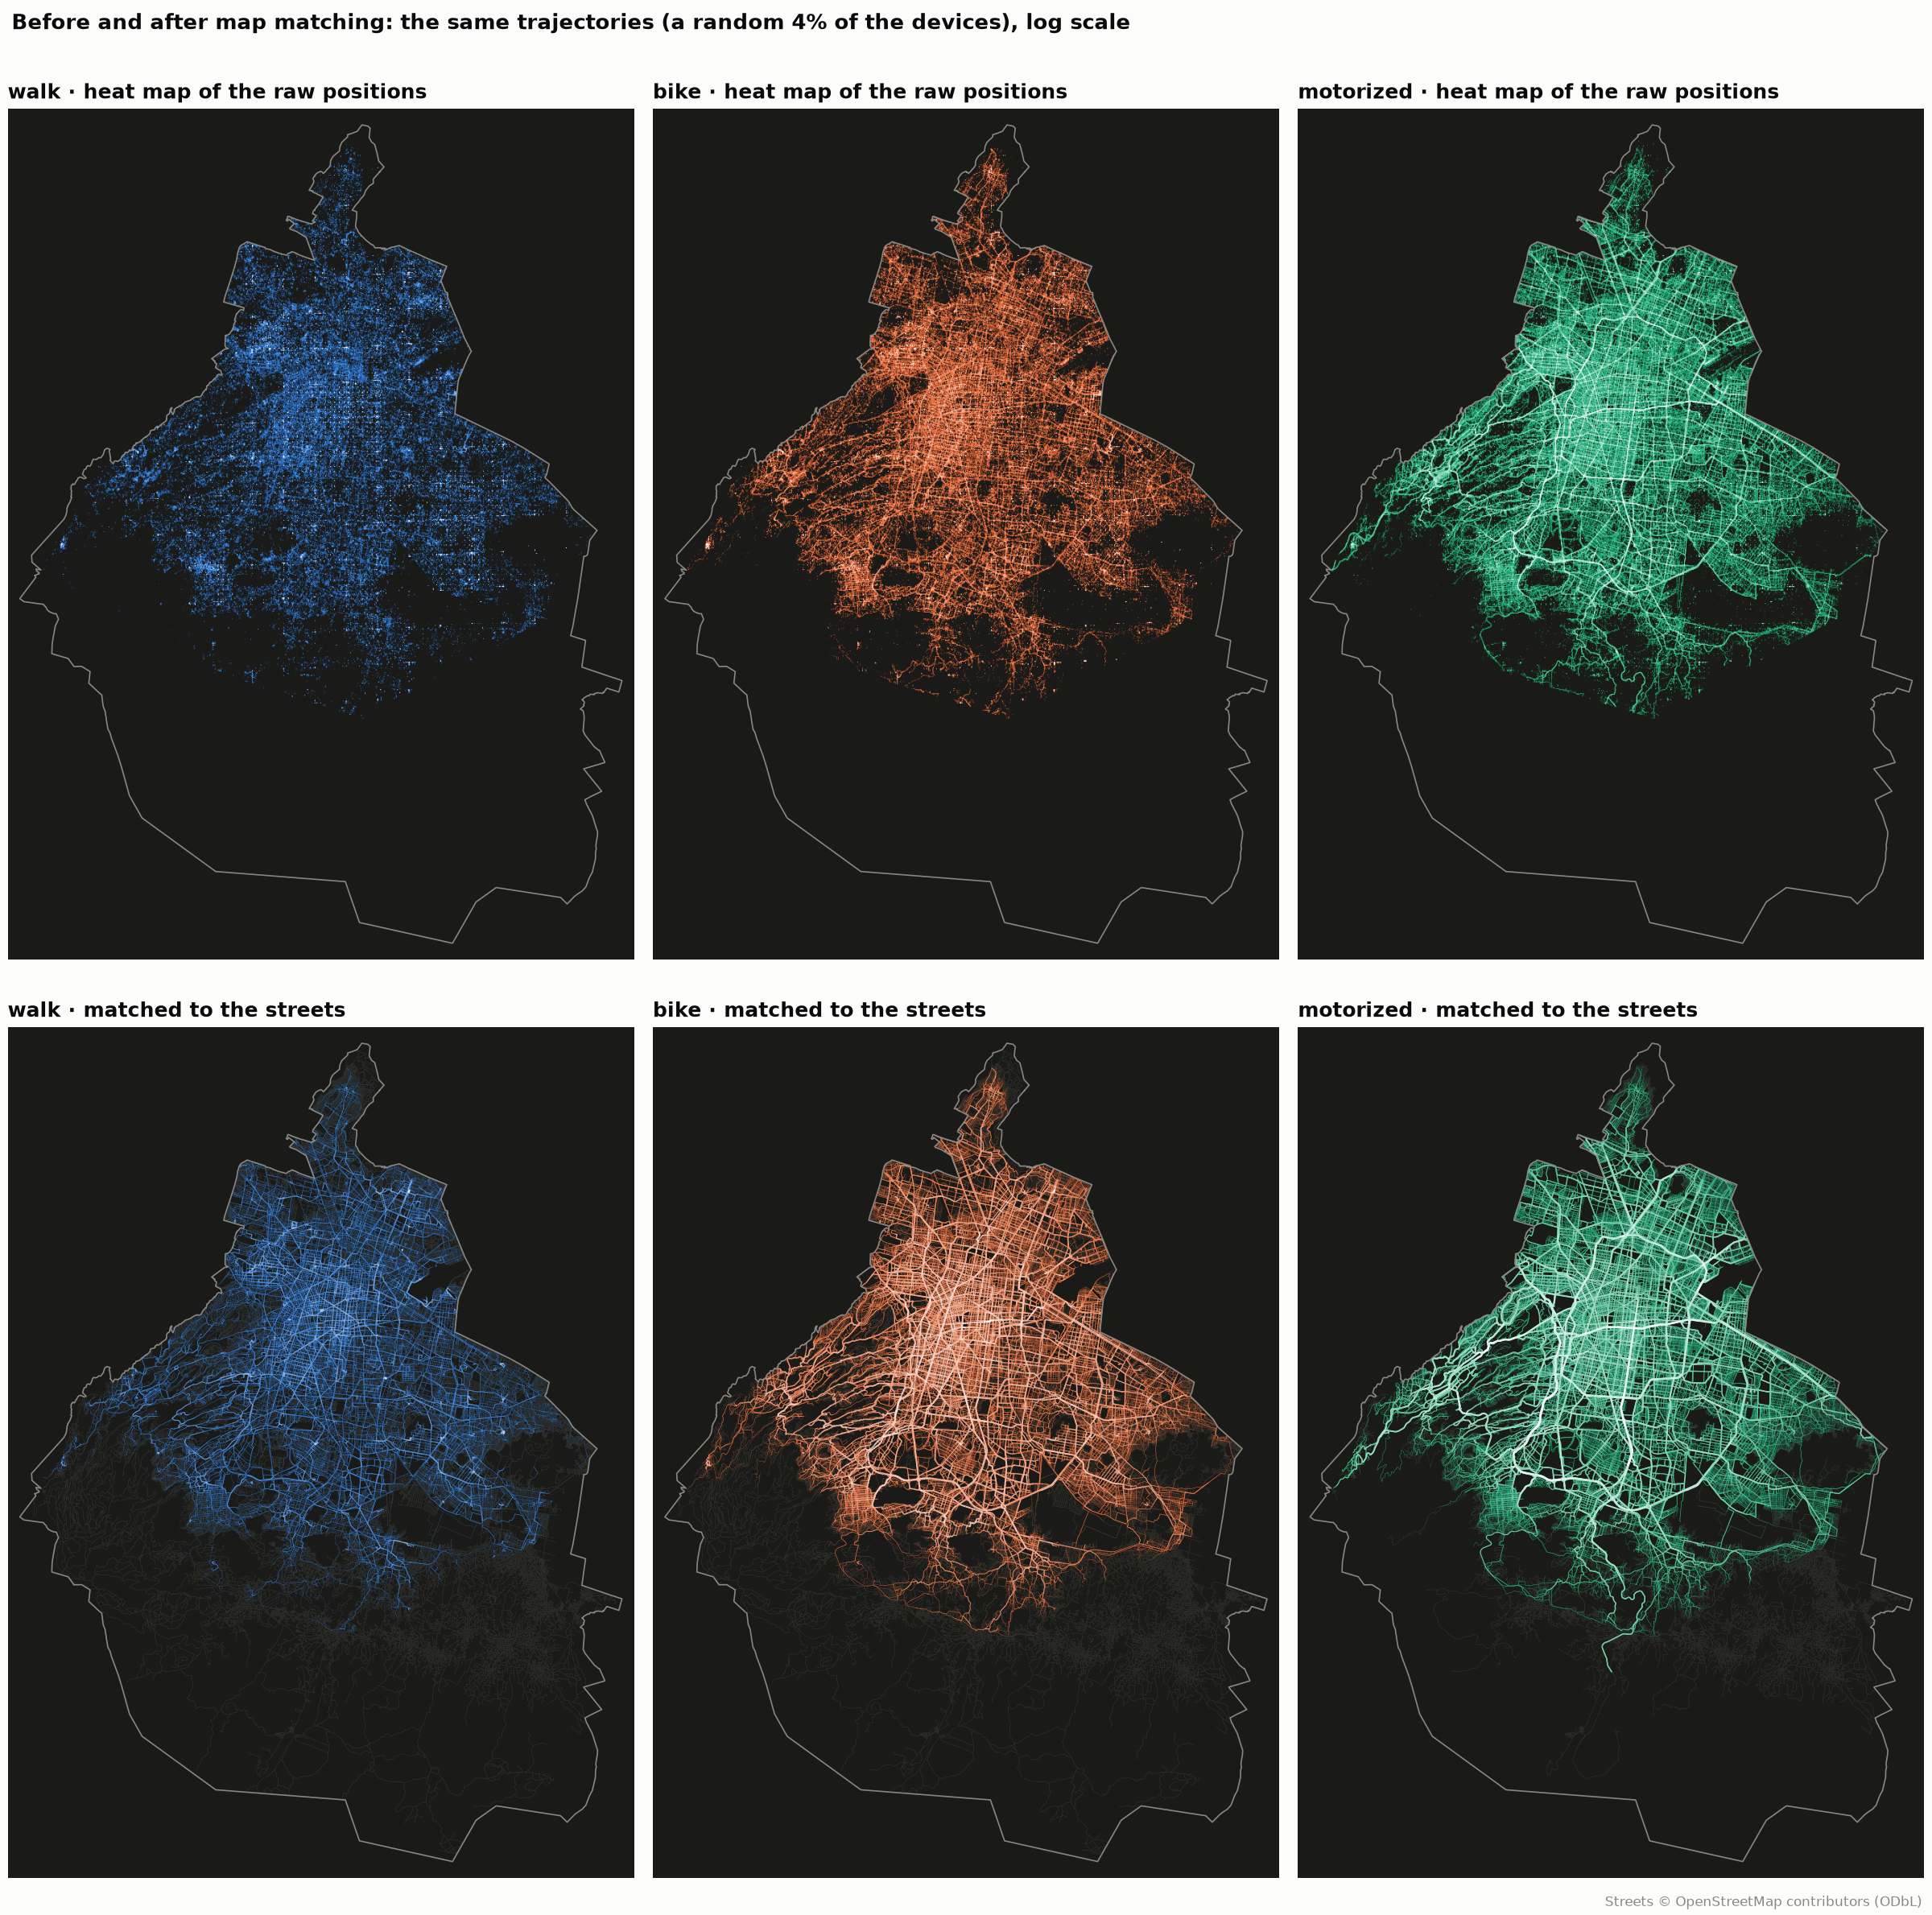 Before and after map matching: the same trajectories (a random 4% of the devices), log scale
walk · heat map of the raw positions
bike · heat map of the raw positions
motorized · heat map of the raw positions
walk · matched to the streets
bike · matched to the streets
motorized · matched to the streets
Streets © OpenStreetMap contributors (ODbL)